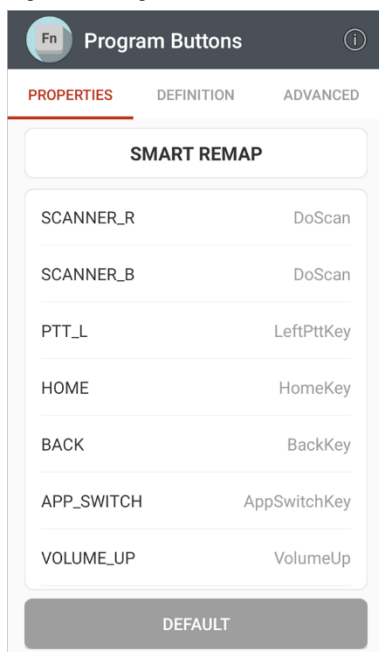 Fn Program Buttons
PROPERTIES DEFINITION ADVANCED
SMART REMAP
SCANNER_R DoScan
SCANNER_B DoScan
PTT_L LeftPttKey
HOME HomeKey
BACK BackKey
APP_SWITCH AppSwitchKey
VOLUME_UP VolumeUp
DEFAULT